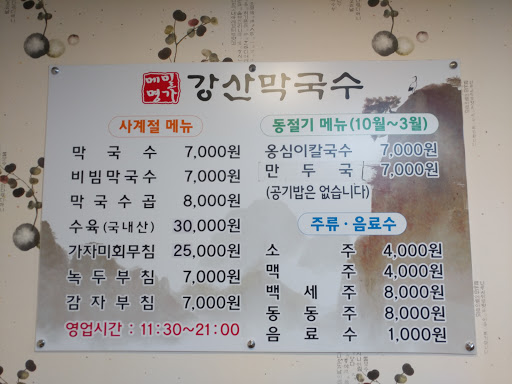 메밀
명가
강산막국수
사계절 메뉴
막국수 7,000원
비빔막국수 7,000원
막국수곱 8,000원
수육(국내산) 30,000원
가자미회무침 25,000원
녹두부침 7,000원
감자부침 7,000원
영업시간 : 11:30~21:00
동절기 메뉴(10월~3월)
옹심이칼국수 7,000원
만두국 7,000원
(공기밥은 없습니다)
주류 · 음료수
소주 4,000원
맥주 4,000원
백세주 8,000원
동동주 8,000원
음료수 1,000원